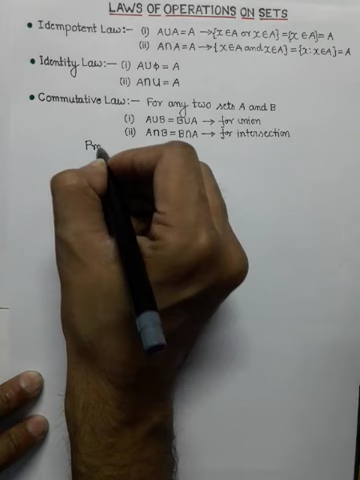 LAWS OF OPERATIONS ON SETS
• Idempotent Law:- (i) A∪A = A → {x∈A or x∈A} = {x∈A} = A
(ii) A∩A = A → {x∈A and x∈A} = {x: x∈A} = A
• Identity Law:- (i) A∪Φ = A
(ii) A∩U = A
• Commutative Law:- For any two sets A and B
(i) A∪B = B∪A → for union
(ii) A∩B = B∩A → for intersection